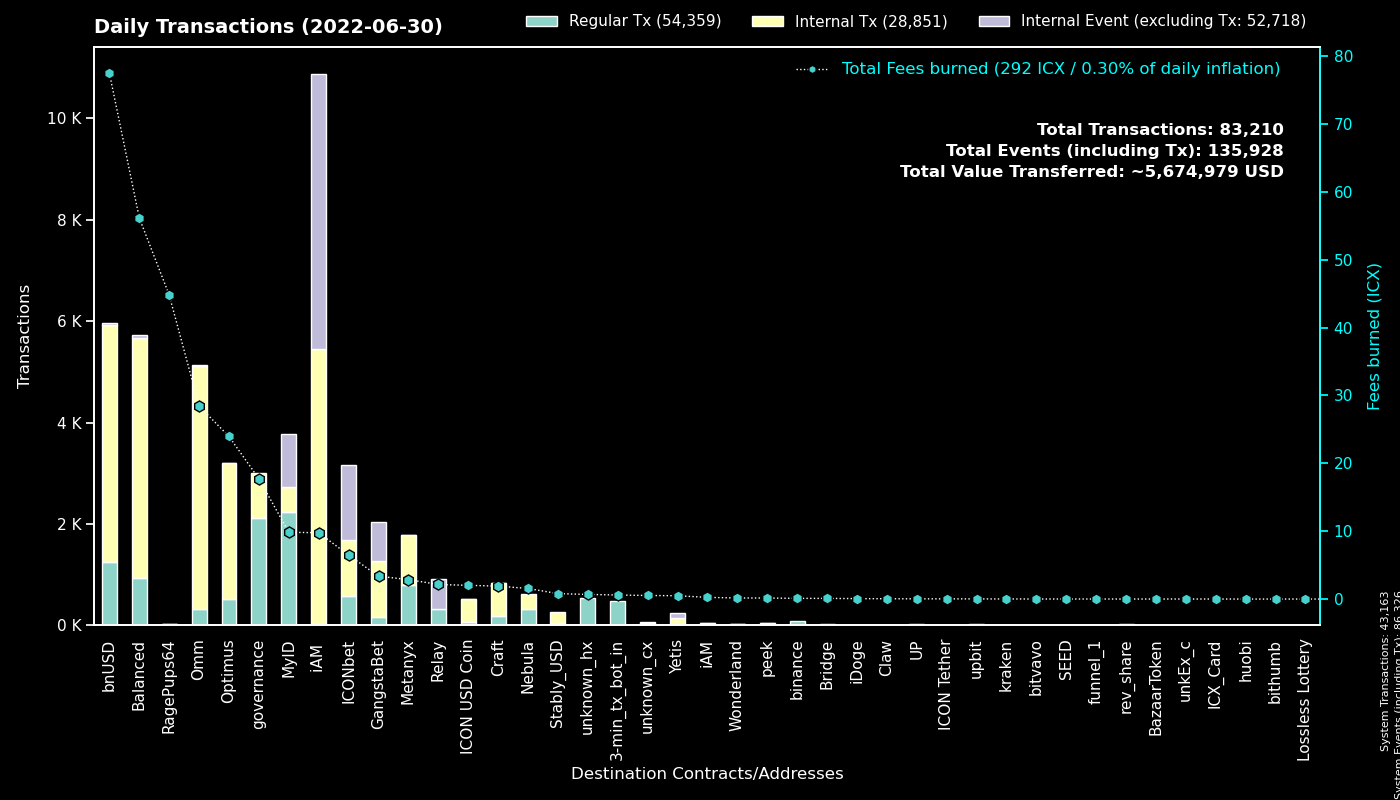 Daily Transactions (2022-06-30)
Regular Tx (54,359)
Internal Tx (28,851)
Internal Event (excluding Tx: 52,718)
Total Fees burned (292 ICX / 0.30% of daily inflation)
Total Transactions: 83,210
Total Events (including Tx): 135,928
Total Value Transferred: ~5,674,979 USD
Transactions
10 K
8 K
6 K
4 K
2 K
0 K
80
70
60
50
40
30
20
10
0
Fees burned (ICX)
bnUSD
Balanced
RagePups64
Omm
Optimus
governance
MyID
iAM
ICONbet
GangstaBet
Metanyx
Relay
ICON USD Coin
Craft
Nebula
Stably_USD
unknown_hx
3-min_tx_bot_in
unknown_cx
Yetis
iAM
Wonderland
peek
binance
Bridge
iDoge
Claw
UP
ICON Tether
upbit
kraken
bitvavo
SEED
funnel_1
rev_share
BazaarToken
unkEx_c
ICX_Card
huobi
bithumb
Lossless Lottery
Destination Contracts/Addresses
System Transactions: 43,163
System Events (including Tx): 86,326